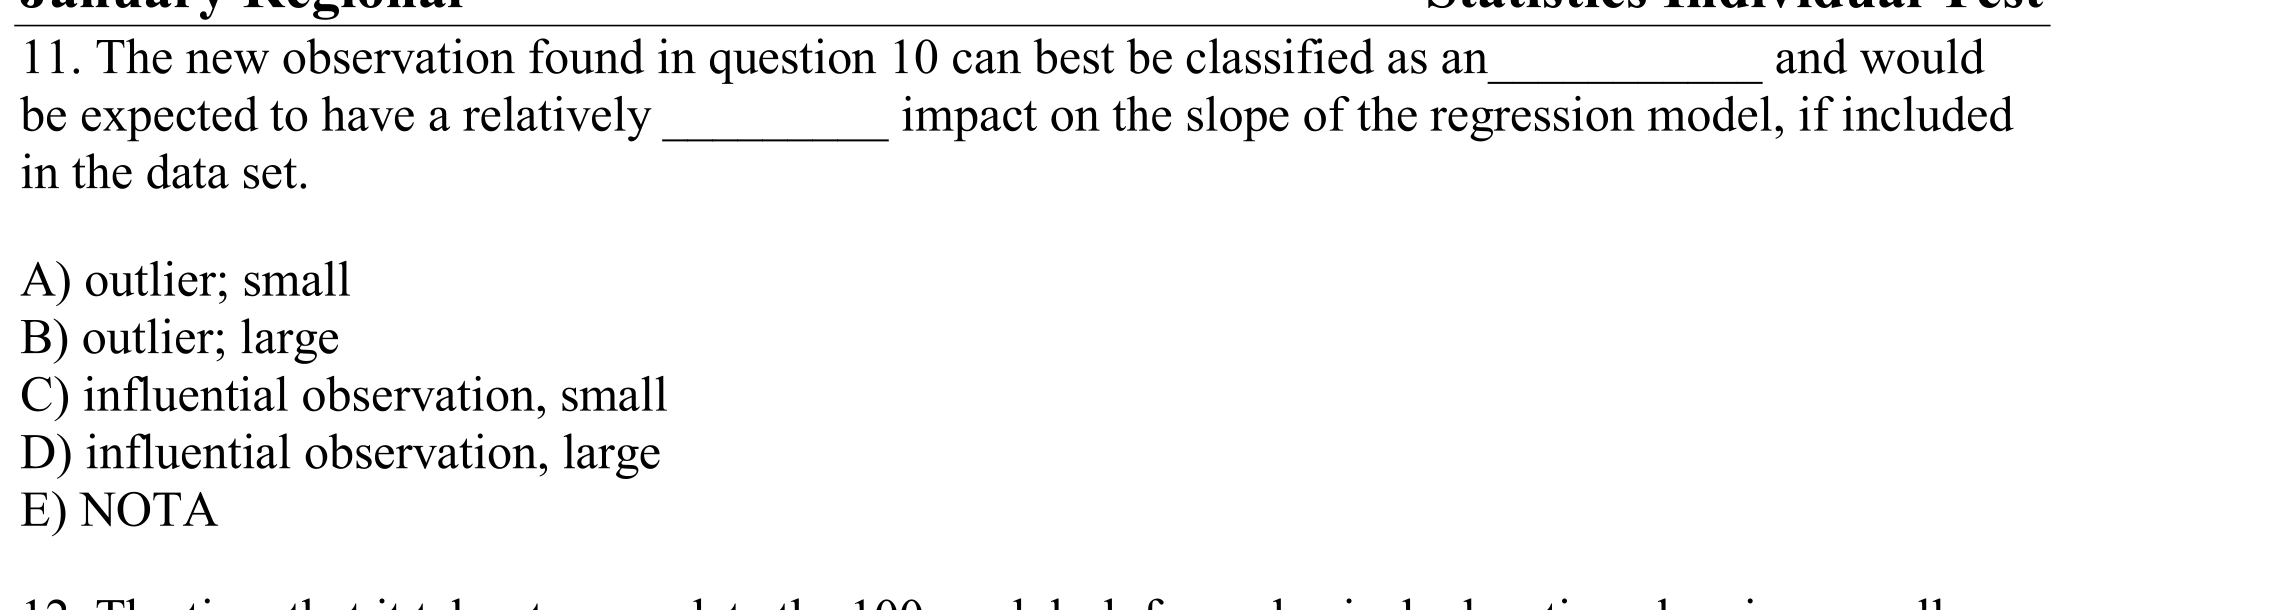 January Regional Statistics Individual Test
11. The new observation found in question 10 can best be classified as an___________ and would
be expected to have a relatively _________ impact on the slope of the regression model, if included
in the data set.
A) outlier; small
B) outlier; large
C) influential observation, small
D) influential observation, large
E) NOTA